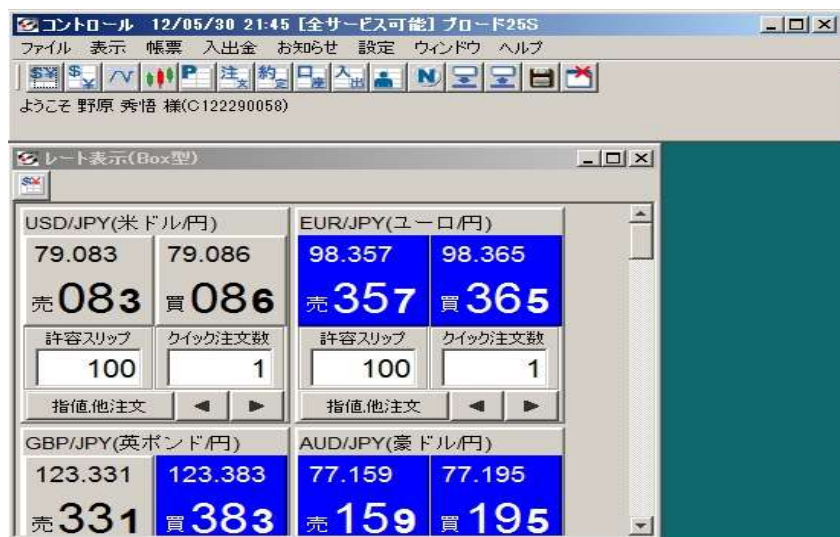 コントロール 12/05/30 21:45 [全サービス可能] ブロード25S
ファイル 表示 帳票 入出金 お知らせ 設定 ウィンドウ ヘルプ
$¥ $¥ P 注文 約定 口座 入出 N
ようこそ 野原 秀悟 様(C122290058)
レート表示(Box型)
$¥
USD/JPY(米ドル/円) EUR/JPY(ユーロ/円)
79.083 79.086 98.357 98.365
売083 買086 売357 買365
許容スリップ クイック注文数 許容スリップ クイック注文数
100 1 100 1
指値.他注文 ◄ ► 指値.他注文 ◄ ►
GBP/JPY(英ポンド/円) AUD/JPY(豪ドル/円)
123.331 123.383 77.159 77.195
売331 買383 売159 買195